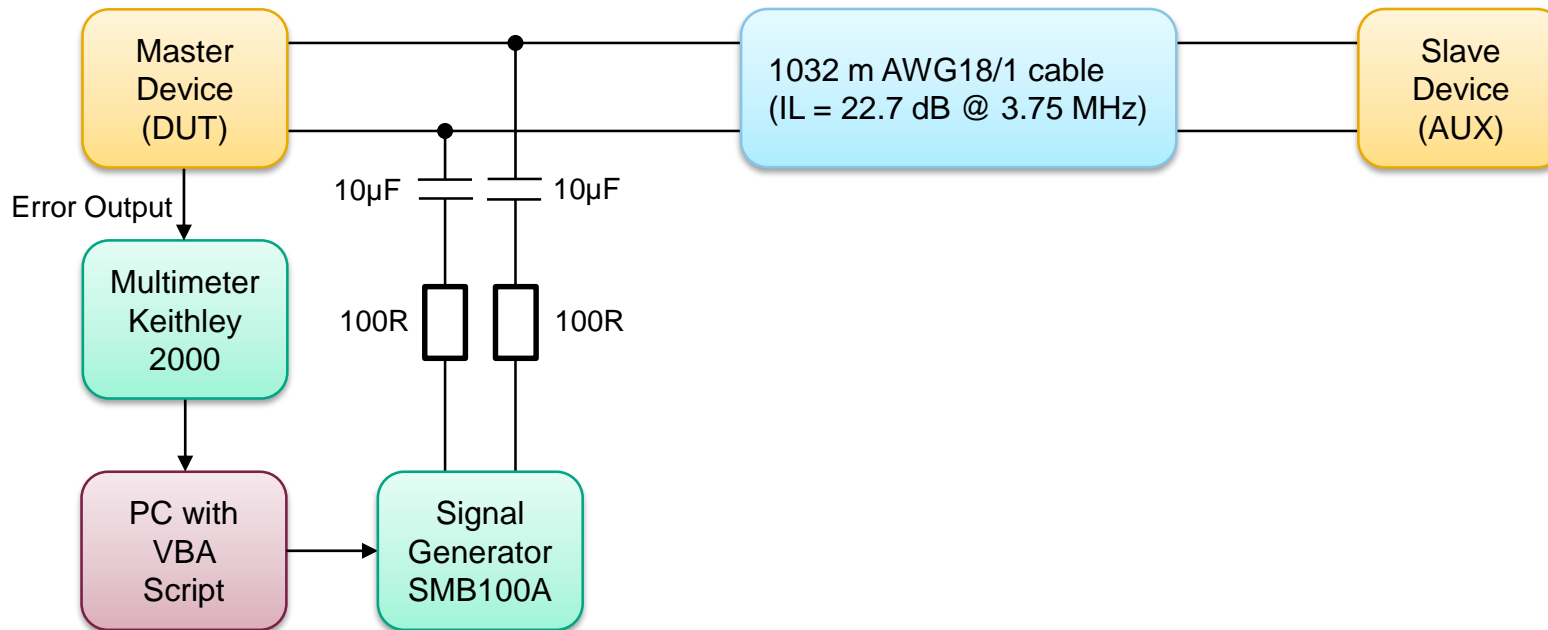 Master
Device
(DUT)
1032 m AWG18/1 cable
(IL = 22.7 dB @ 3.75 MHz)
Slave
Device
(AUX)
Error Output
10µF
10µF
Multimeter
Keithley
2000
100R
100R
PC with
VBA
Script
Signal
Generator
SMB100A